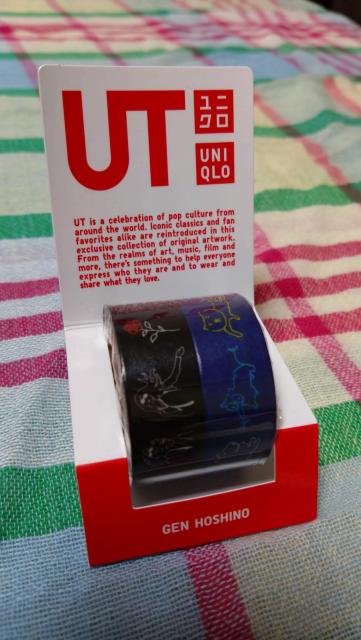 UT
ユニ
クロ
UNI
QLO
UT is a celebration of pop culture from
around the world. Iconic classics and fan
favorites alike are reintroduced in this
exclusive collection of original artwork.
From the realms of art, music, film and
more, there's something to help everyone
express who they are and to wear and
share what they love.
GEN HOSHINO